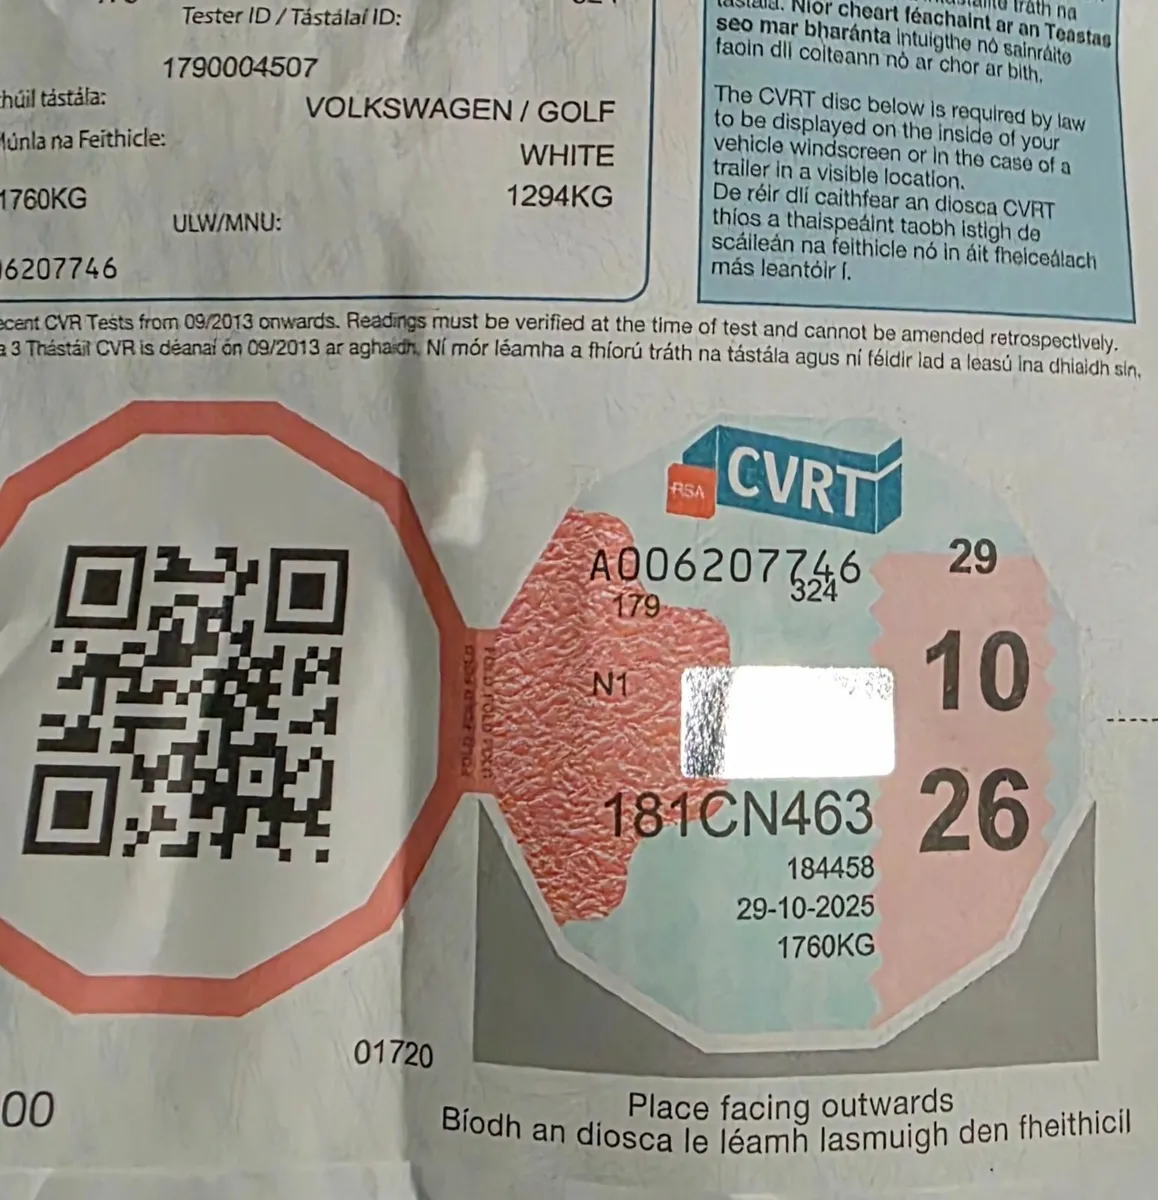 Tester ID / Tástálaí ID:
1790004507
húil tástála:
VOLKSWAGEN / GOLF
Múnla na Feithicle:
WHITE
1760KG
1294KG
ULW/MNU:
06207746
tráth na
tástála. Níor cheart féachaint ar an Teastas
seo mar bharánta intuigthe nó sainráite
faoin dlí coiteann nó ar chor ar bith.
The CVRT disc below is required by law
to be displayed on the inside of your
vehicle windscreen or in the case of a
trailer in a visible location.
De réir dlí caithfear an diosca CVRT
thíos a thaispeáint taobh istigh de
scáileán na feithicle nó in áit fheiceálach
más leantóir í.
ecent CVR Tests from 09/2013 onwards. Readings must be verified at the time of test and cannot be amended retrospectively.
a 3 Thástáil CVR is déanaí ón 09/2013 ar aghaidh. Ní mór léamha a fhíorú tráth na tástála agus ní féidir iad a leasú ina dhiaidh sin.
RSA
CVRT
A006207746
324
179
N1
29
10
26
181CN463
184458
29-10-2025
1760KG
FOLD FOLD FOLD
01720
00
Place facing outwards
Bíodh an diosca le léamh lasmuigh den fheithicil